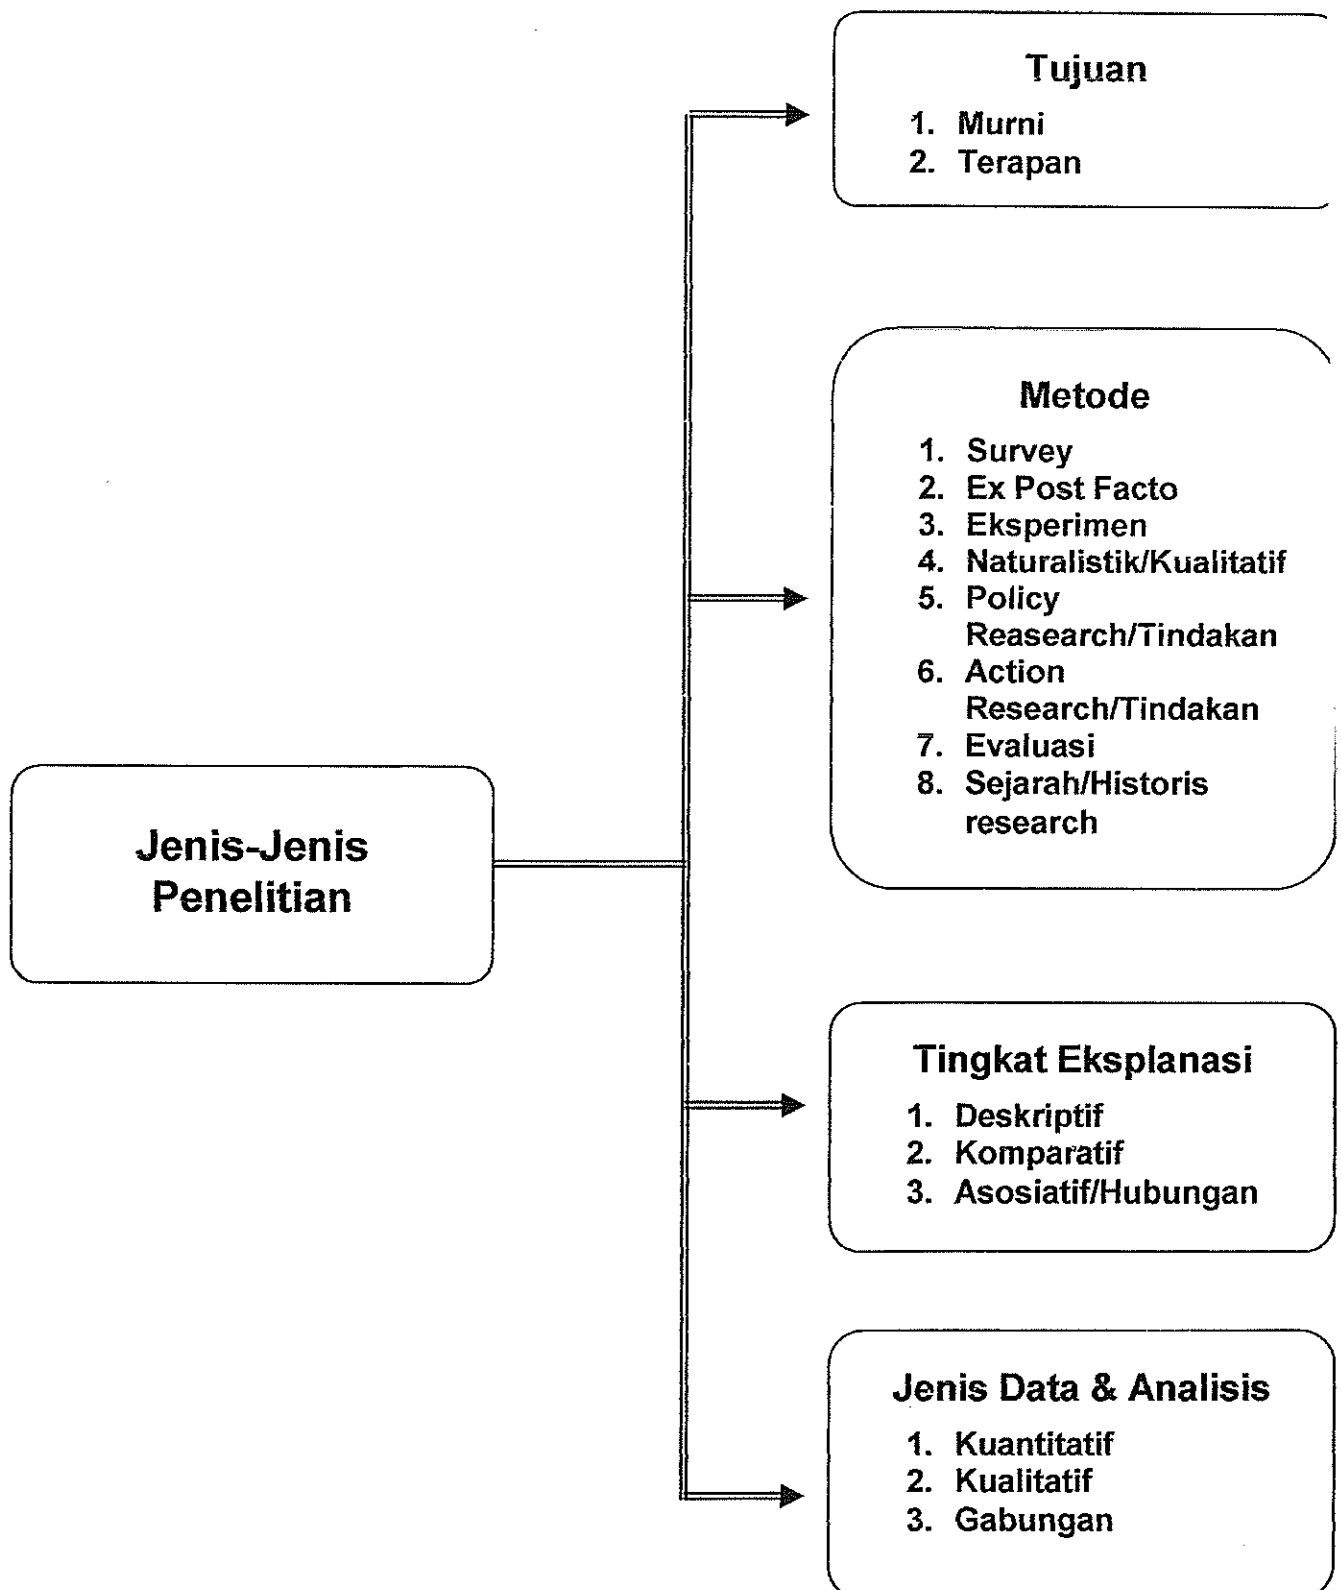 Tujuan
1. Murni
2. Terapan
Metode
1. Survey
2. Ex Post Facto
3. Eksperimen
4. Naturalistik/Kualitatif
5. Policy
Reasearch/Tindakan
6. Action
Research/Tindakan
7. Evaluasi
8. Sejarah/Historis
research
Jenis-Jenis
Penelitian
Tingkat Eksplanasi
1. Deskriptif
2. Komparatif
3. Asosiatif/Hubungan
Jenis Data & Analisis
1. Kuantitatif
2. Kualitatif
3. Gabungan